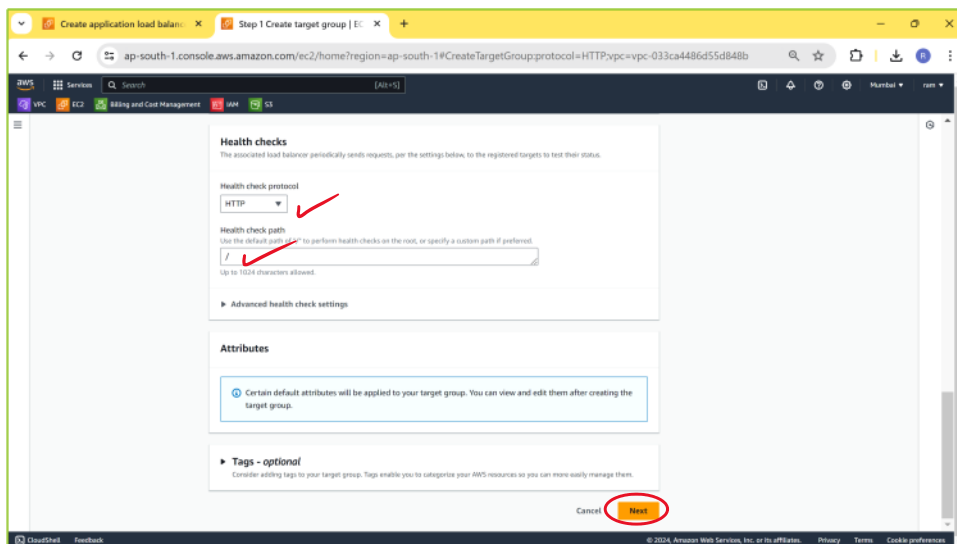 Create application load balanc
Step 1 Create target group | EC
ap-south-1.console.aws.amazon.com/ec2/home?region=ap-south-1#CreateTargetGroup:protocol=HTTP;vpc=vpc-033ca4486d55d848b
R
aws
Services
Search
[Alt+S]
Mumbai
ram
VPC
EC2
Billing and Cost Management
IAM
S3
Health checks
The associated load balancer periodically sends requests, per the settings below, to the registered targets to test their status.
Health check protocol
HTTP
Health check path
Use the default path of "/" to perform health checks on the root, or specify a custom path if preferred.
/
Up to 1024 characters allowed.
Advanced health check settings
Attributes
Certain default attributes will be applied to your target group. You can view and edit them after creating the
target group.
Tags - optional
Consider adding tags to your target group. Tags enable you to categorize your AWS resources so you can more easily manage them.
Cancel
Next
CloudShell
Feedback
© 2024, Amazon Web Services, Inc. or its affiliates.
Privacy
Terms
Cookie preferences